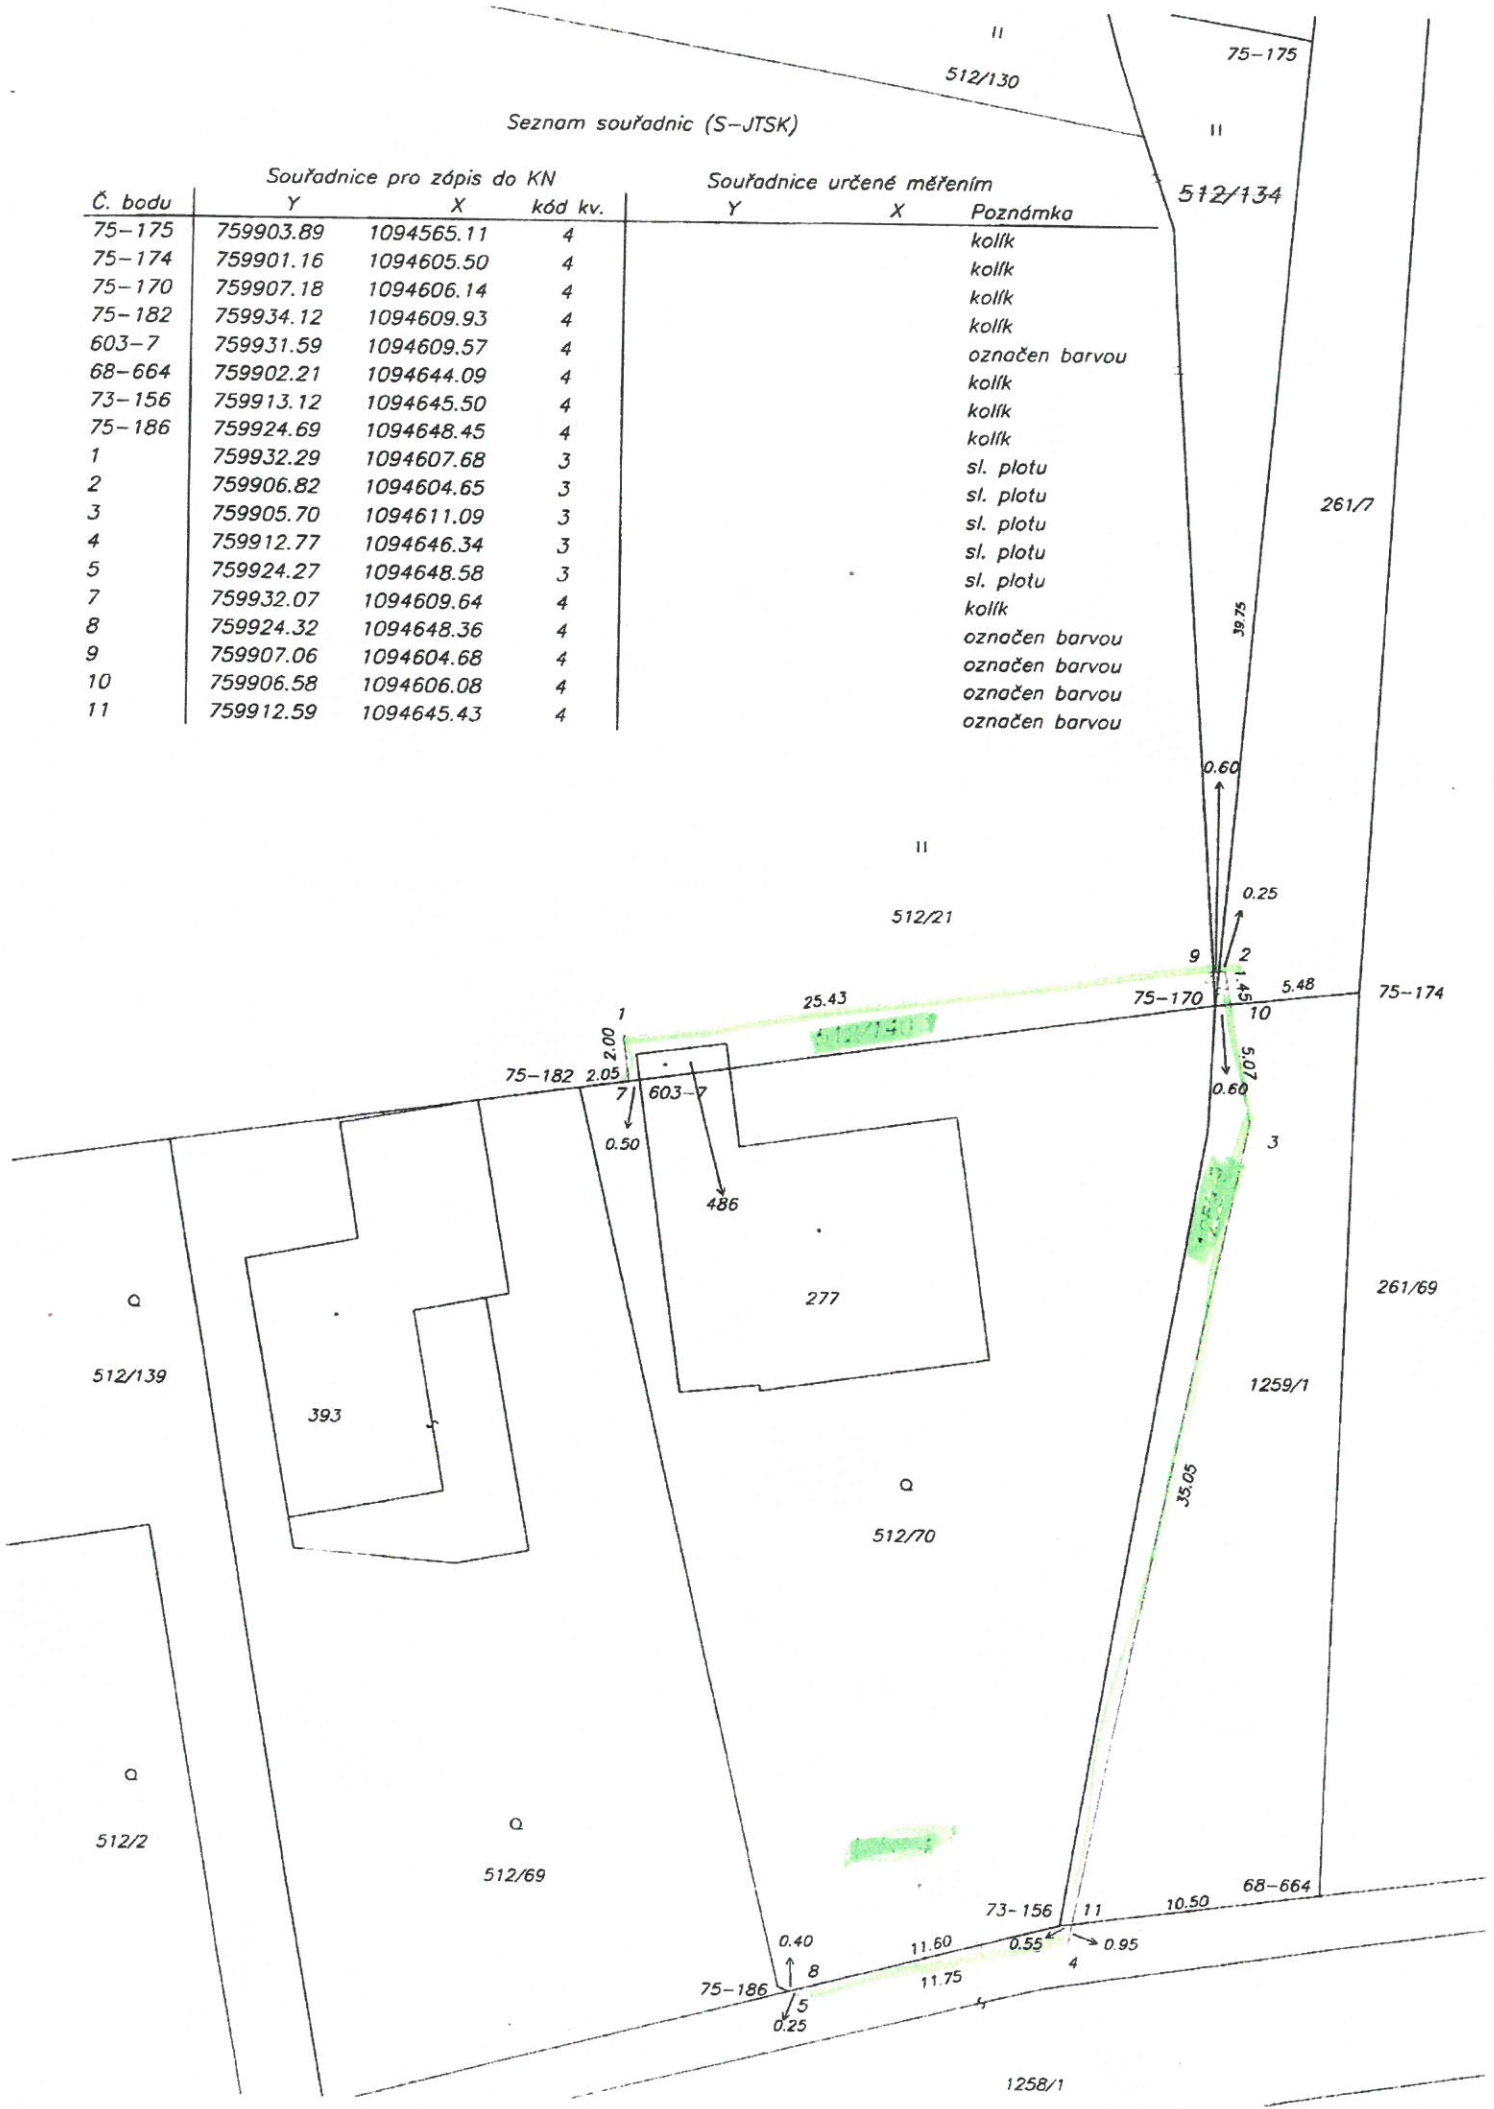 512/130
75-175
Seznam souřadnic (S-JTSK)
512/134
Souřadnice pro zápis do KN Souřadnice určené měřením
Č. bodu Y X kód kv. Y X Poznámka
75-175 759903.89 1094565.11 4 kolík
75-174 759901.16 1094605.50 4 kolík
75-170 759907.18 1094606.14 4 kolík
75-182 759934.12 1094609.93 4 kolík
603-7 759931.59 1094609.57 4 označen barvou
68-664 759902.21 1094644.09 4 kolík
73-156 759913.12 1094645.50 4 kolík
75-186 759924.69 1094648.45 4 kolík
1 759932.29 1094607.68 3 sl. plotu
2 759906.82 1094604.65 3 sl. plotu
3 759905.70 1094611.09 3 sl. plotu
4 759912.77 1094646.34 3 sl. plotu
5 759924.27 1094648.58 3 sl. plotu
7 759932.07 1094609.64 4 kolík
8 759924.32 1094648.36 4 označen barvou
9 759907.06 1094604.68 4 označen barvou
10 759906.58 1094606.08 4 označen barvou
11 759912.59 1094645.43 4 označen barvou
261/7
39.75
0.60
512/21
0.25
9 2
1.45
5.48
75-174
75-170
10
25.43
1
512/140
2.00
75-182 2.05
7 603-7
5.07
0.60
0.50
3
486
277
261/69
512/139
393
1259/1
35.05
512/70
512/2
512/69
68-664
73-156 11 10.50
0.55 0.95
4
0.40
11.60
8
11.75
75-186
5
0.25
1258/1